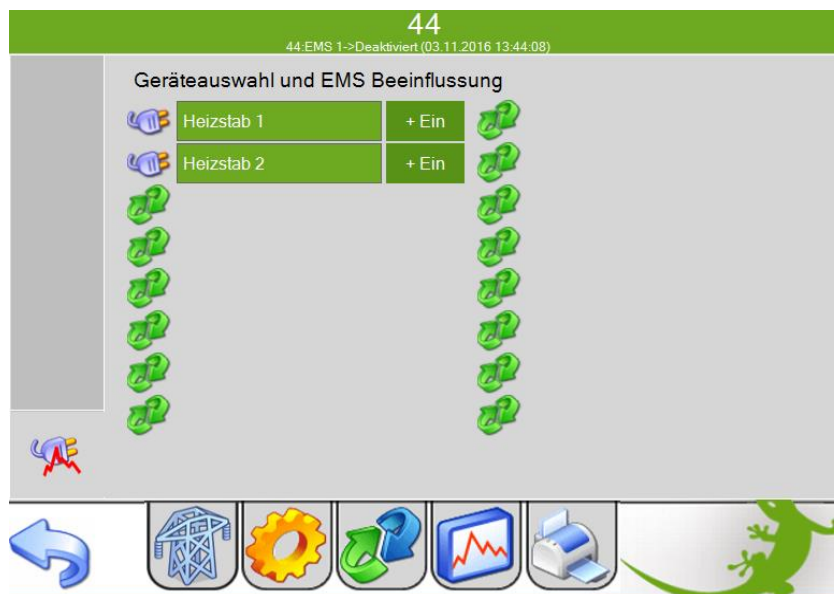 44
44:EMS 1->Deaktiviert (03.11.2016 13:44:08)
Geräteauswahl und EMS Beeinflussung
Heizstab 1 + Ein
Heizstab 2 + Ein